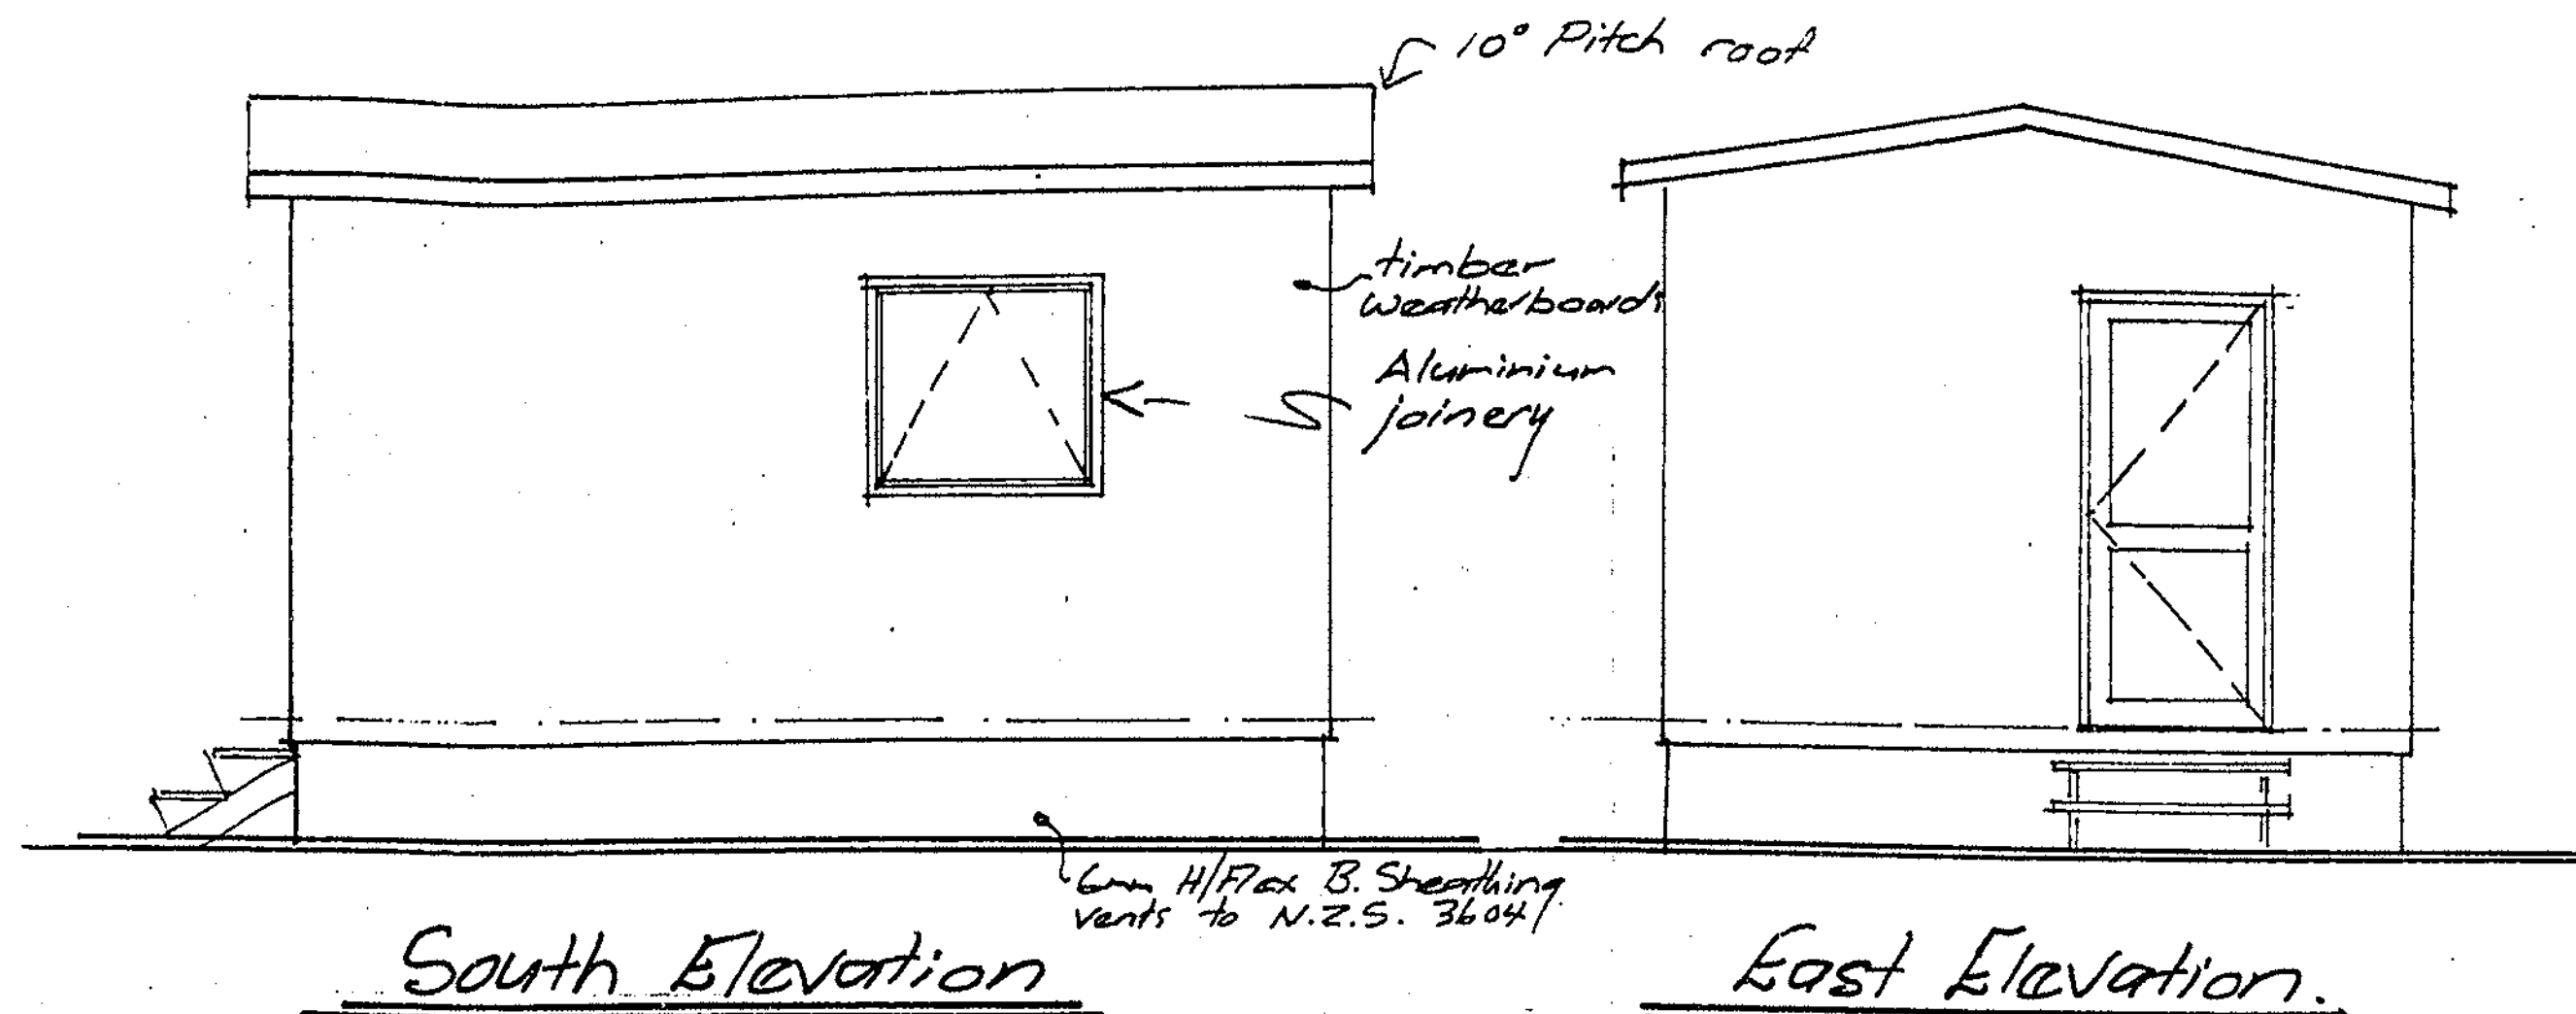 10° Pitch roof
timber
weatherboards
Aluminium
joinery
6mm H/Flex B. Sheathing
vents to N.Z.S. 3604
South Elevation
East Elevation.